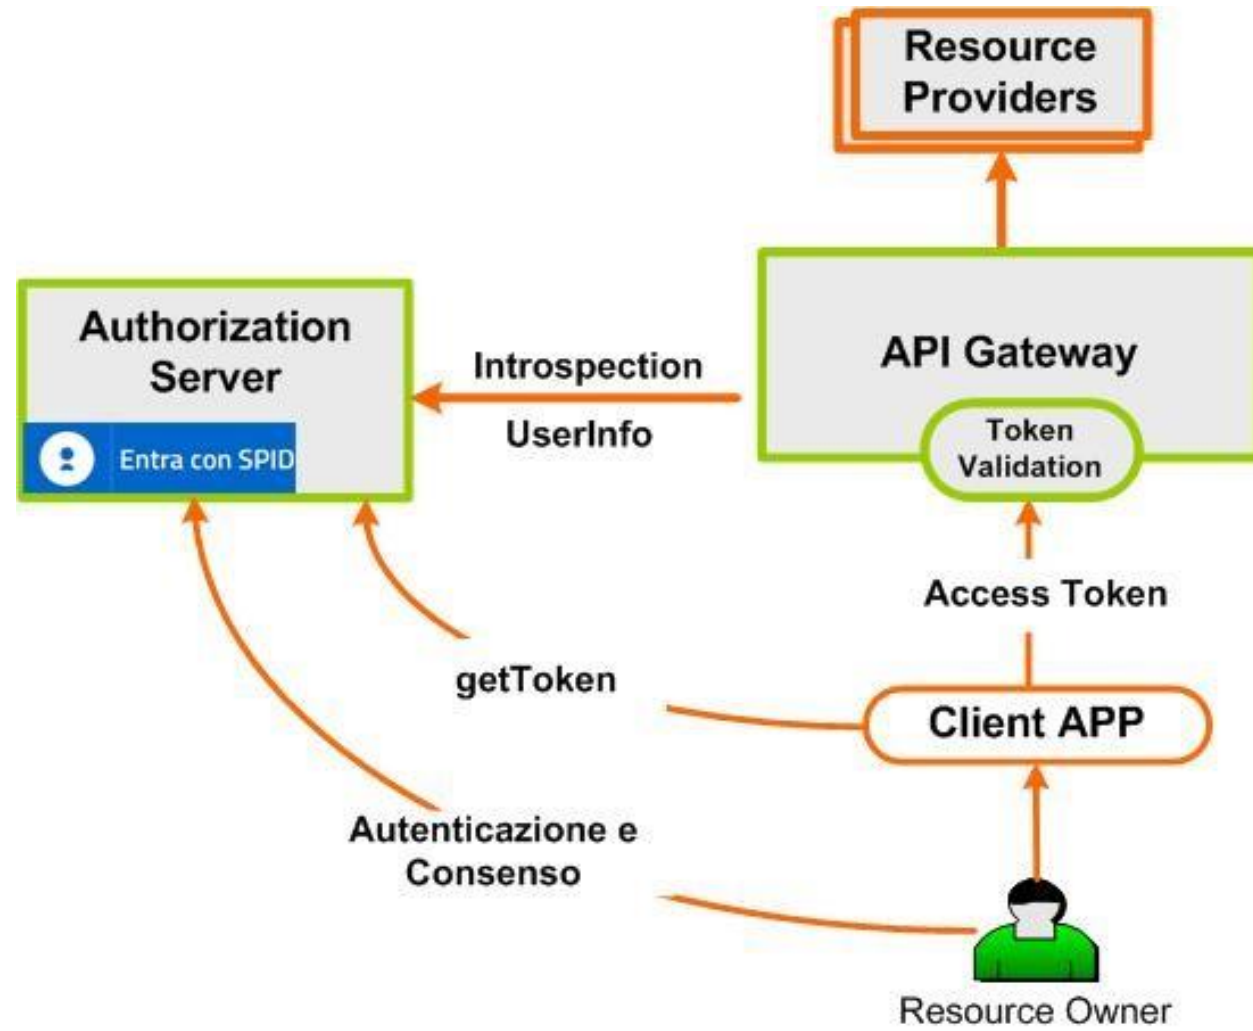 Resource
Providers
Authorization
Server
Entra con SPID
Introspection
UserInfo
API Gateway
Token
Validation
Access Token
getToken
Client APP
Autenticazione e
Consenso
Resource Owner